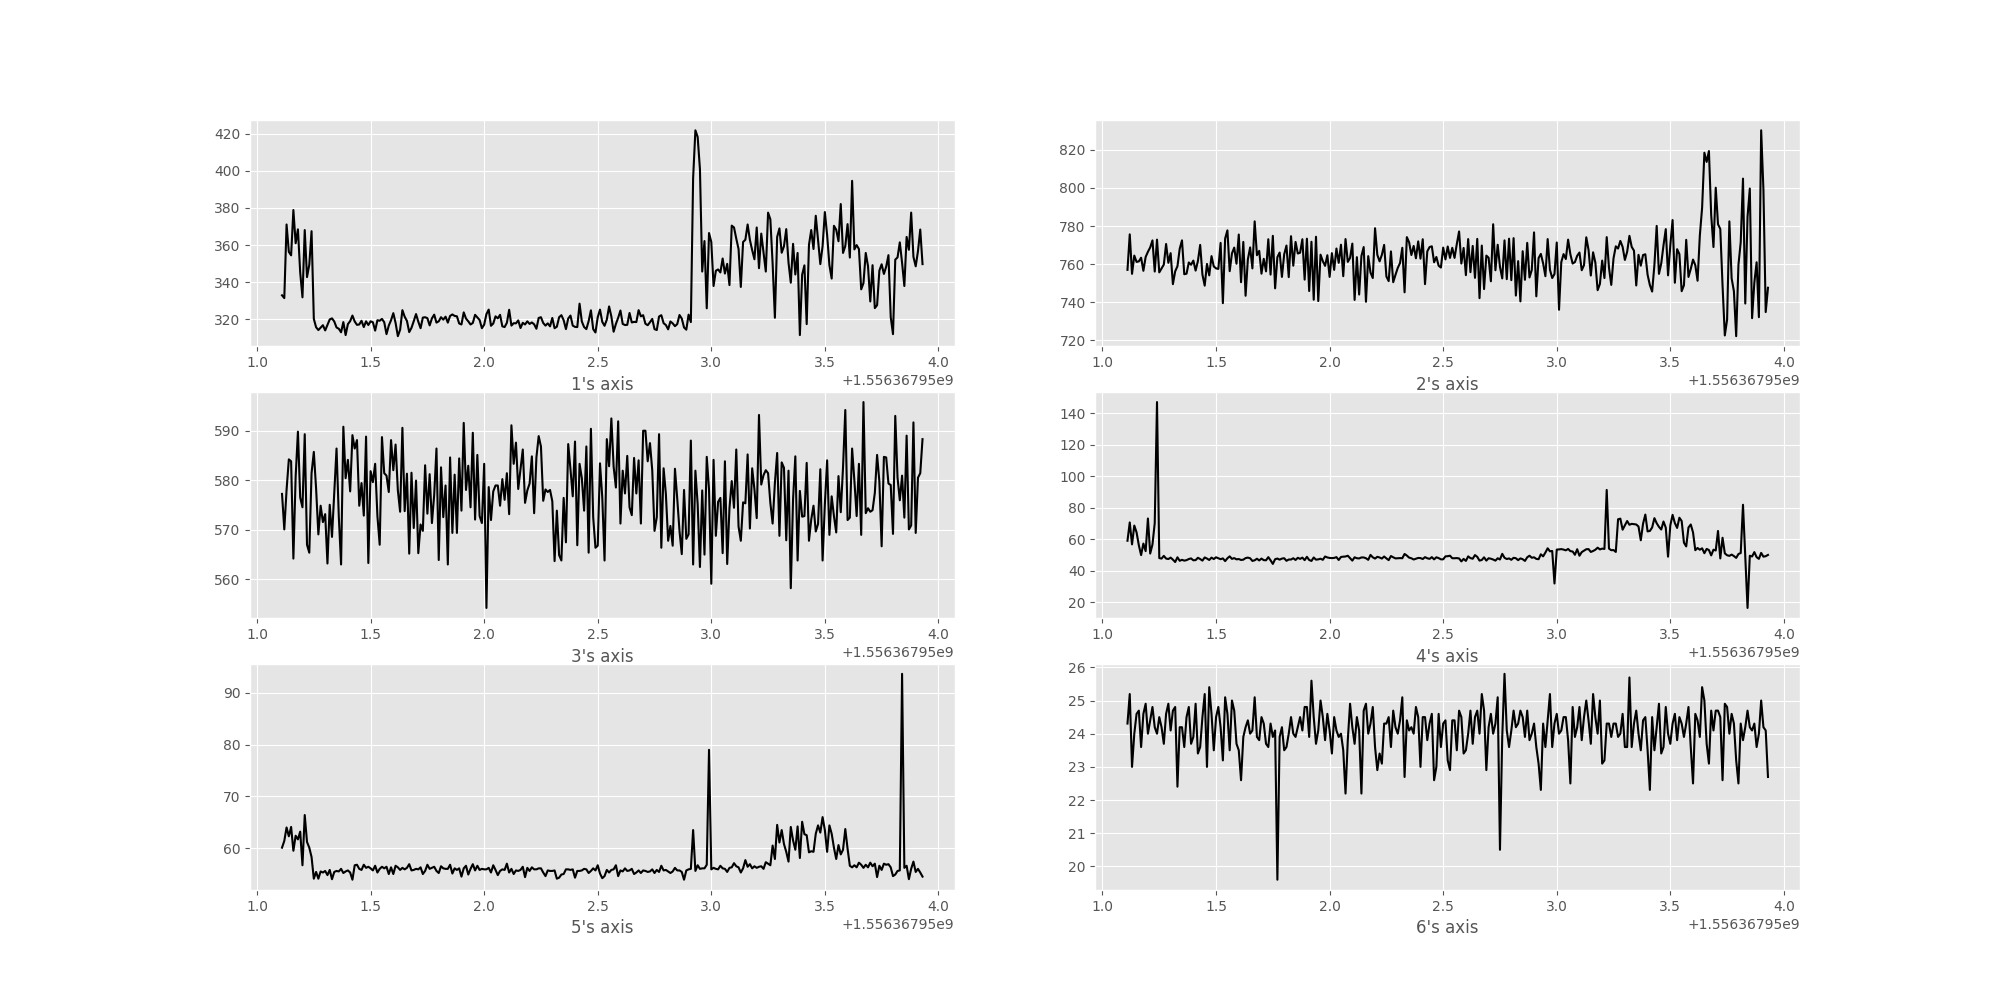 420
400
380
360
340
320
1.0 1.5 2.0 2.5 3.0 3.5 4.0
+1.55636795e9
1's axis
820
800
780
760
740
720
1.0 1.5 2.0 2.5 3.0 3.5 4.0
+1.55636795e9
2's axis
590
580
570
560
1.0 1.5 2.0 2.5 3.0 3.5 4.0
+1.55636795e9
3's axis
140
120
100
80
60
40
20
1.0 1.5 2.0 2.5 3.0 3.5 4.0
+1.55636795e9
4's axis
90
80
70
60
1.0 1.5 2.0 2.5 3.0 3.5 4.0
+1.55636795e9
5's axis
26
25
24
23
22
21
20
1.0 1.5 2.0 2.5 3.0 3.5 4.0
+1.55636795e9
6's axis